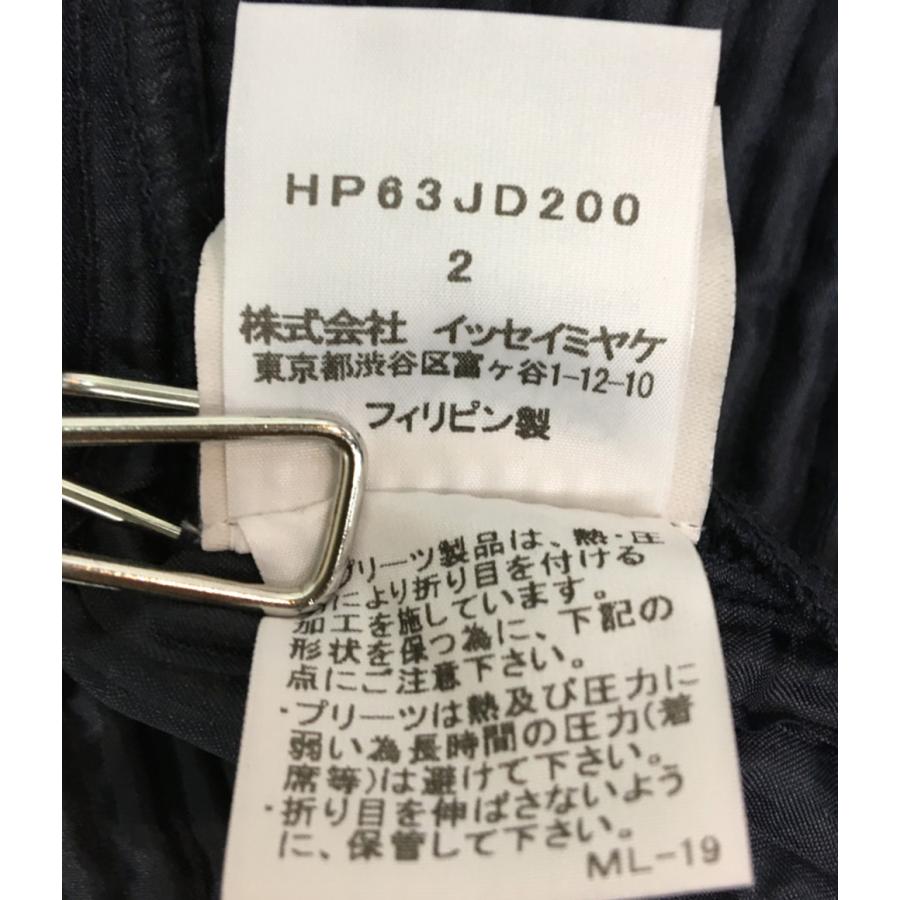 HP63JD200
2
株式会社 イッセイミヤケ
東京都渋谷区富ヶ谷1-12-10
フィリピン製
プリーツ製品は、熱・圧
により折り目を付ける
加工を施しています。
形状を保つ為に、下記の
点にご注意下さい。
・プリーツは熱及び圧力に
弱い為長時間の圧力(着
席等)は避けて下さい。
・折り目を伸ばさないよう
に、保管して下さい。
ML-19